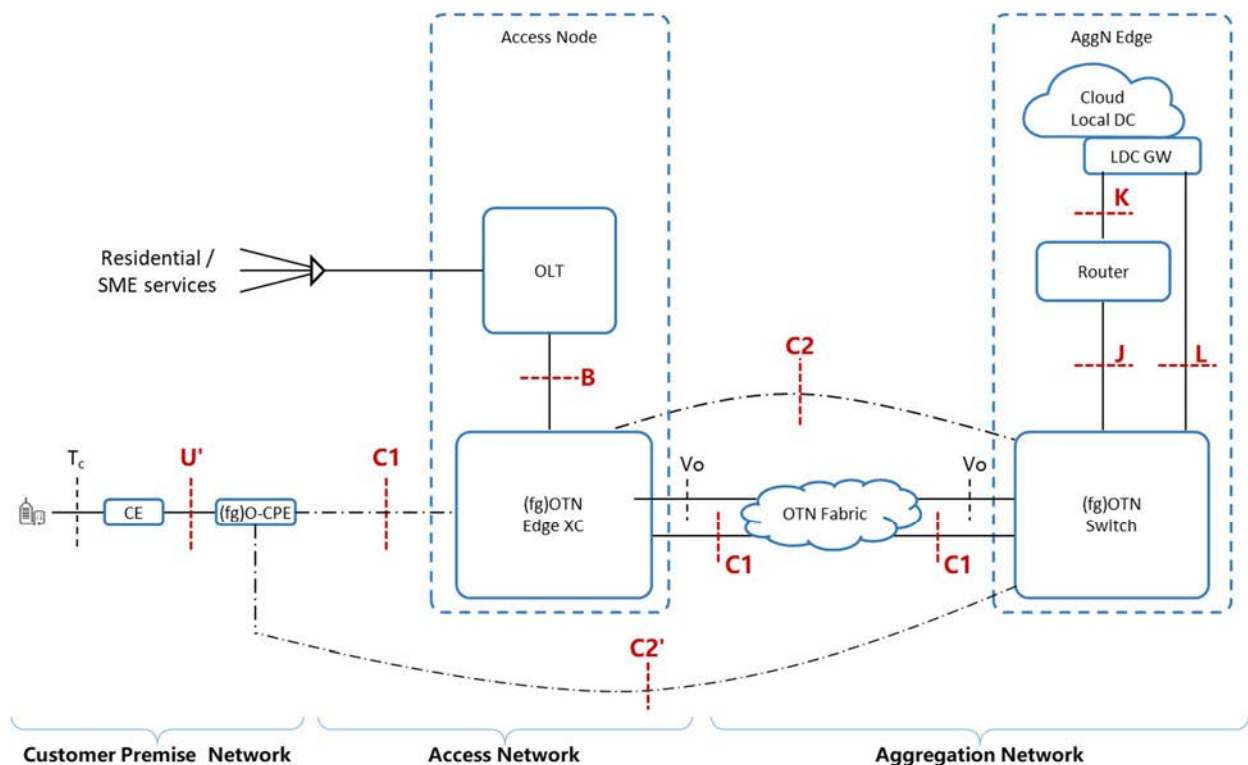 Access Node
AggN Edge
Cloud
Local DC
LDC GW
K
Residential /
SME services
OLT
Router
C2
J
L
B
Tc
U'
C1
Vo
Vo
CE
(fg)O-CPE
(fg)OTN
Edge XC
OTN Fabric
(fg)OTN
Switch
C1
C1
C2'
Customer Premise Network
Access Network
Aggregation Network